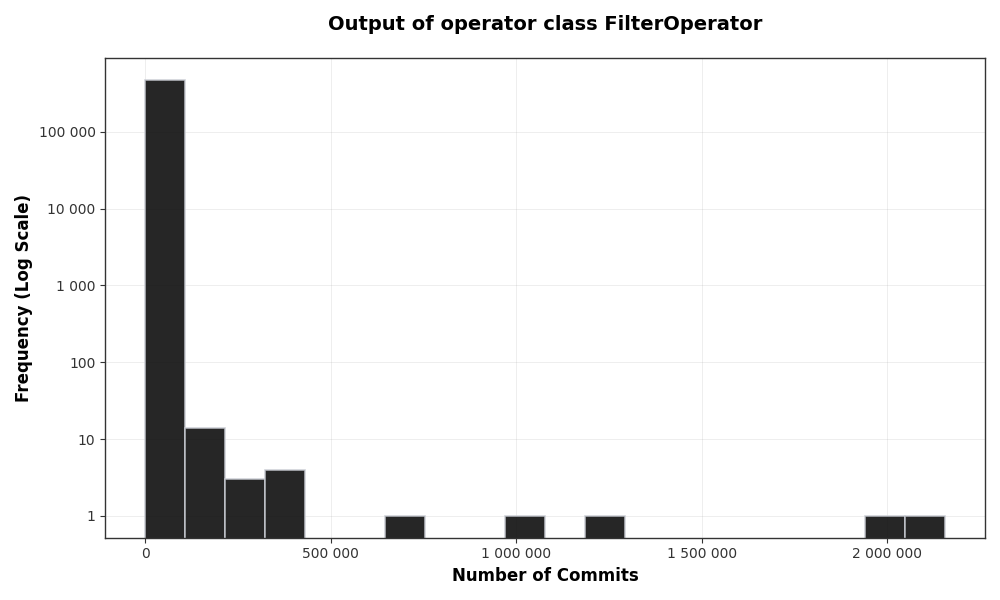 Output of operator class FilterOperator
Frequency (Log Scale)
100 000
10 000
1 000
100
10
1
0
500 000
1 000 000
1 500 000
2 000 000
Number of Commits